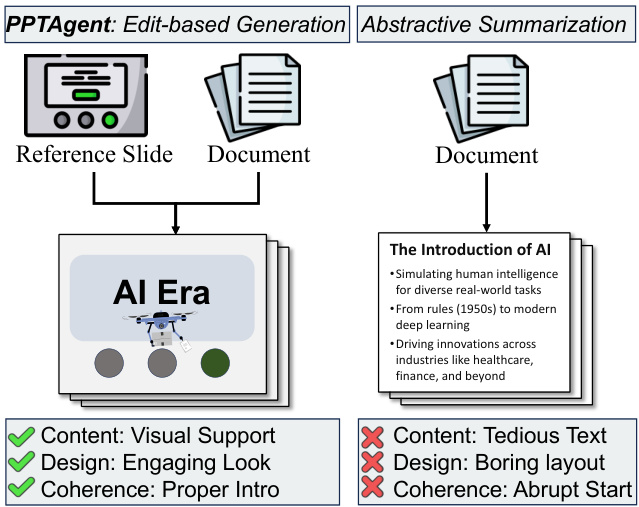 PPTAgent: Edit-based Generation
Reference Slide
Document
AI Era
✓ Content: Visual Support
✓ Design: Engaging Look
✓ Coherence: Proper Intro
Abstractive Summarization
Document
The Introduction of AI
•Simulating human intelligence
for diverse real-world tasks
•From rules (1950s) to modern
deep learning
•Driving innovations across
industries like healthcare,
finance, and beyond
✗ Content: Tedious Text
✗ Design: Boring layout
✗ Coherence: Abrupt Start